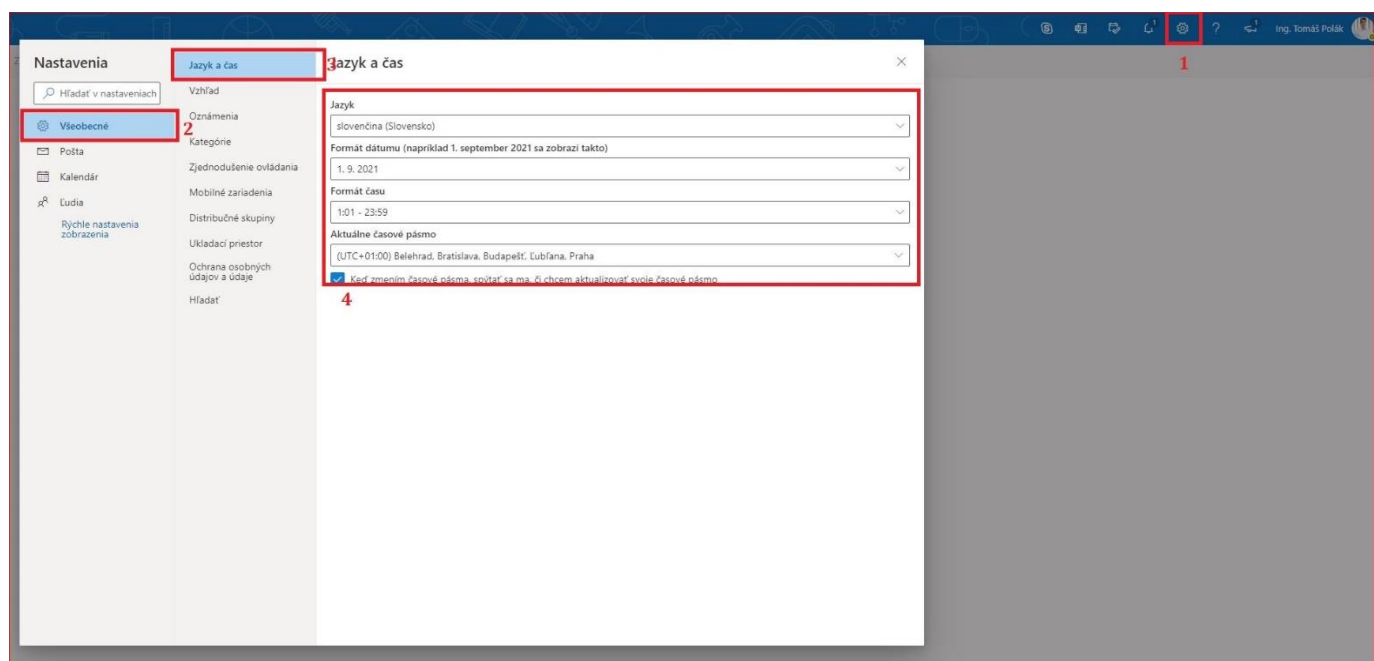 Ing. Tomáš Polák
1
1
1
Nastavenia
Hľadať v nastaveniach
Všeobecné
2
Pošta
Kalendár
Ľudia
Rýchle nastavenia
zobrazenia
Jazyk a čas
3
Vzhľad
Oznámenia
Kategórie
Zjednodušenie ovládania
Mobilné zariadenia
Distribučné skupiny
Ukladací priestor
Ochrana osobných
údajov a údaje
Hľadať
Jazyk a čas
Jazyk
slovenčina (Slovensko)
Formát dátumu (napríklad 1. september 2021 sa zobrazí takto)
1. 9. 2021
Formát času
1:01 - 23:59
Aktuálne časové pásmo
(UTC+01:00) Belehrad, Bratislava, Budapešť, Ľubľana, Praha
Keď zmením časové pásma, spýtať sa ma, či chcem aktualizovať svoje časové pásmo
4